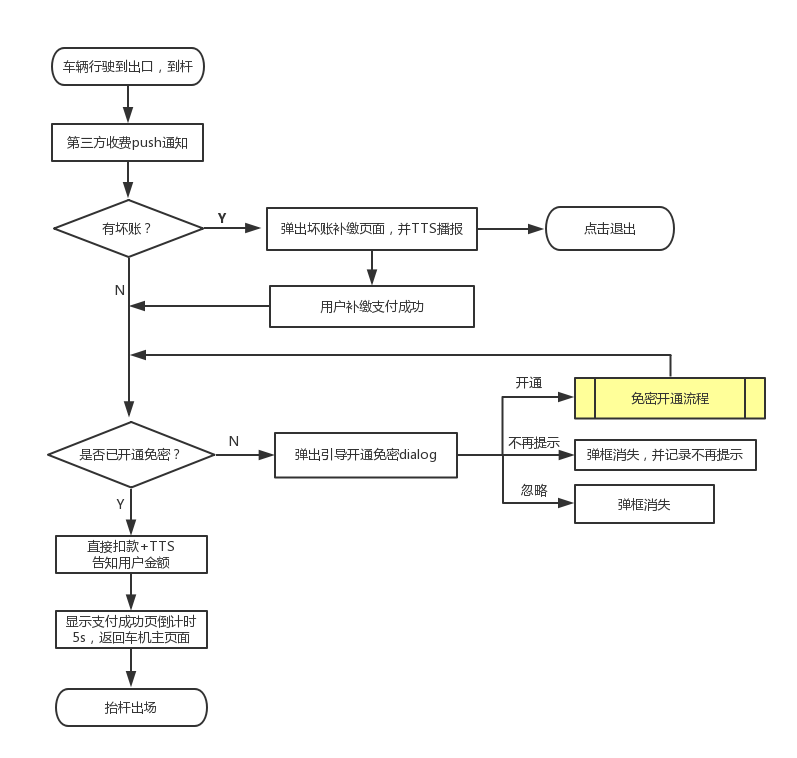 车辆行驶到出口，到杆
第三方收费push通知
有坏账？
Y
弹出坏账补缴页面，并TTS播报
点击退出
N
用户补缴支付成功
开通
免密开通流程
是否已开通免密？
N
弹出引导开通免密dialog
不再提示
弹框消失，并记录不再提示
忽略
弹框消失
Y
直接扣款+TTS
告知用户金额
显示支付成功页倒计时
5s，返回车机主页面
抬杆出场